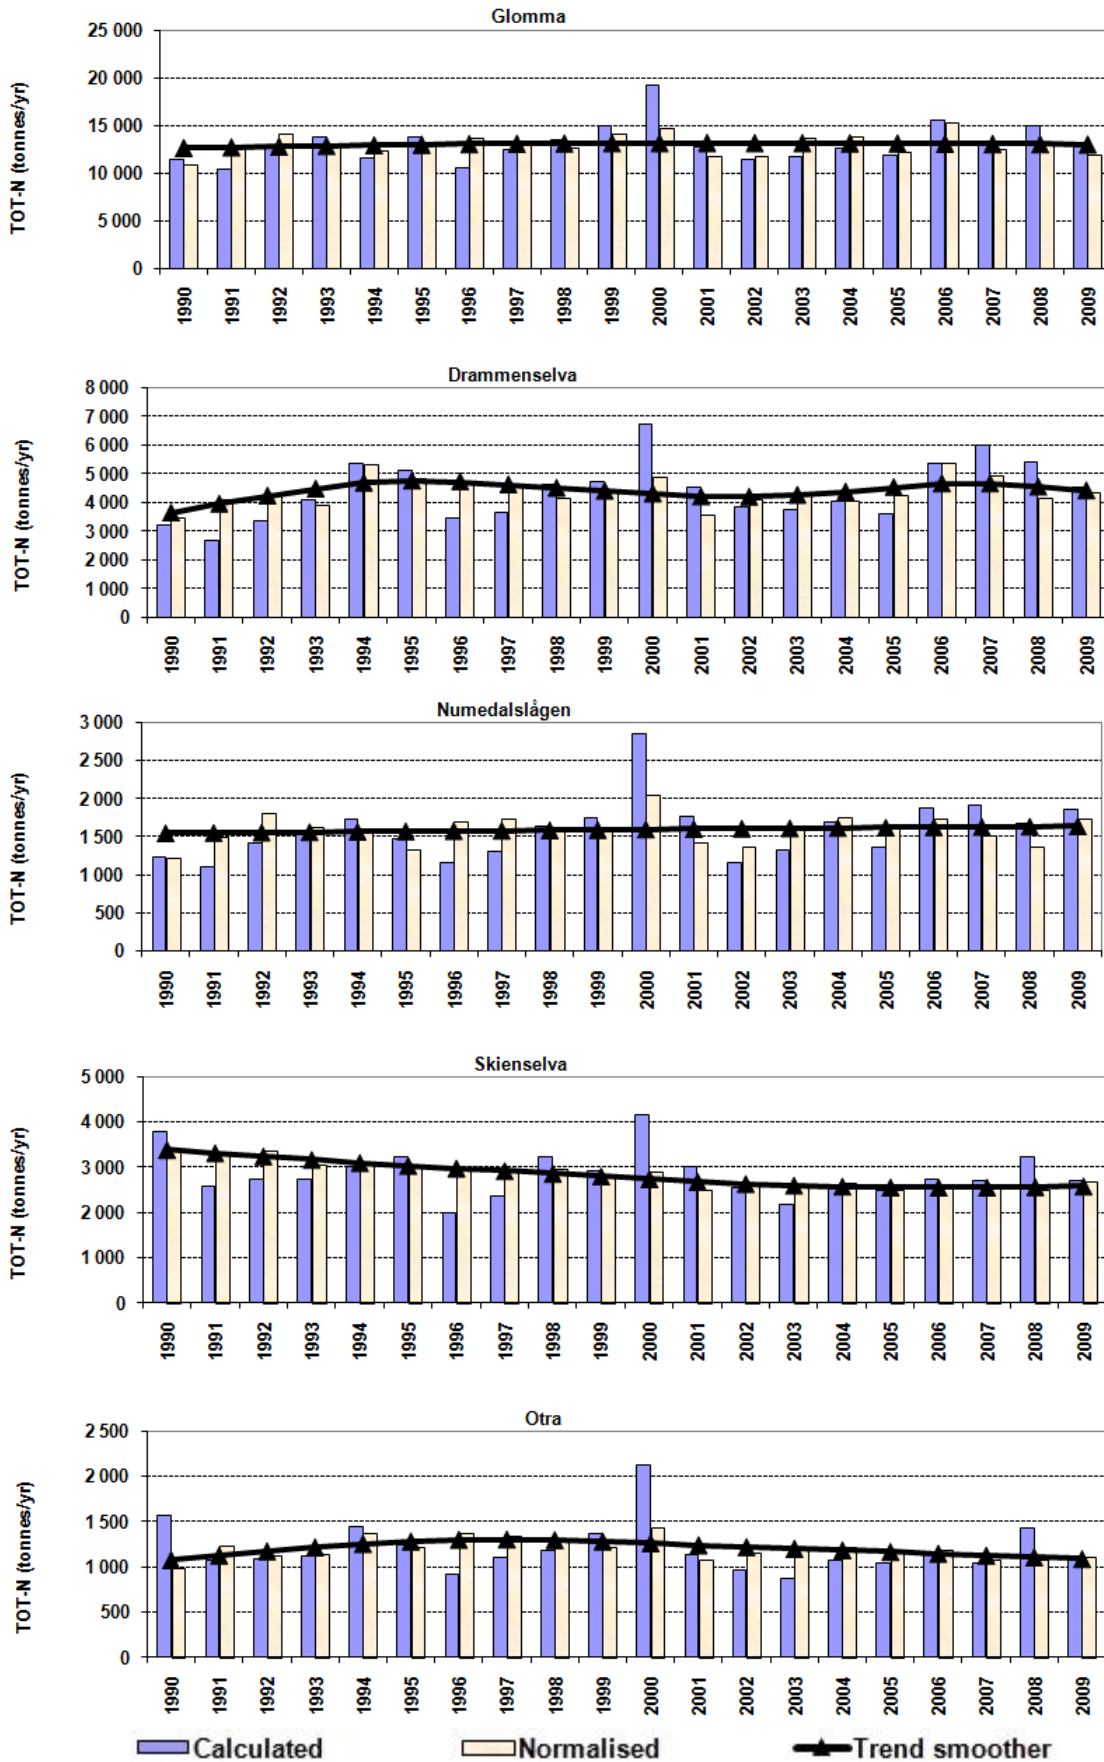 Glomma
TOT-N (tonnes/yr)
25 000
20 000
15 000
10 000
5 000
0
1990 1991 1992 1993 1994 1995 1996 1997 1998 1999 2000 2001 2002 2003 2004 2005 2006 2007 2008 2009
Drammenselva
TOT-N (tonnes/yr)
8 000
7 000
6 000
5 000
4 000
3 000
2 000
1 000
0
1990 1991 1992 1993 1994 1995 1996 1997 1998 1999 2000 2001 2002 2003 2004 2005 2006 2007 2008 2009
Numedalslågen
TOT-N (tonnes/yr)
3 000
2 500
2 000
1 500
1 000
500
0
1990 1991 1992 1993 1994 1995 1996 1997 1998 1999 2000 2001 2002 2003 2004 2005 2006 2007 2008 2009
Skienselva
TOT-N (tonnes/yr)
5 000
4 000
3 000
2 000
1 000
0
1990 1991 1992 1993 1994 1995 1996 1997 1998 1999 2000 2001 2002 2003 2004 2005 2006 2007 2008 2009
Otra
TOT-N (tonnes/yr)
2 500
2 000
1 500
1 000
500
0
1990 1991 1992 1993 1994 1995 1996 1997 1998 1999 2000 2001 2002 2003 2004 2005 2006 2007 2008 2009
Calculated Normalised Trend smoother